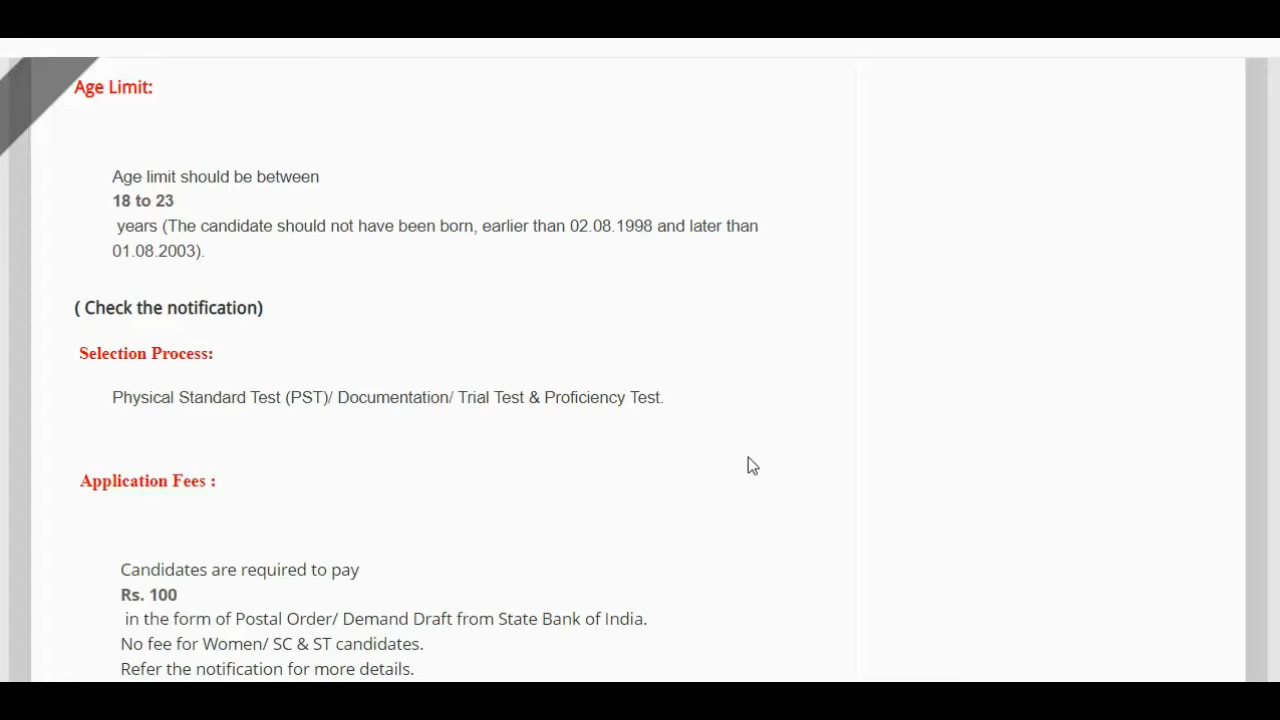 Age Limit:
Age limit should be between
18 to 23
years (The candidate should not have been born, earlier than 02.08.1998 and later than
01.08.2003).
( Check the notification)
Selection Process:
Physical Standard Test (PST)/ Documentation/ Trial Test & Proficiency Test.
Application Fees :
Candidates are required to pay
Rs. 100
in the form of Postal Order/ Demand Draft from State Bank of India.
No fee for Women/ SC & ST candidates.
Refer the notification for more details.